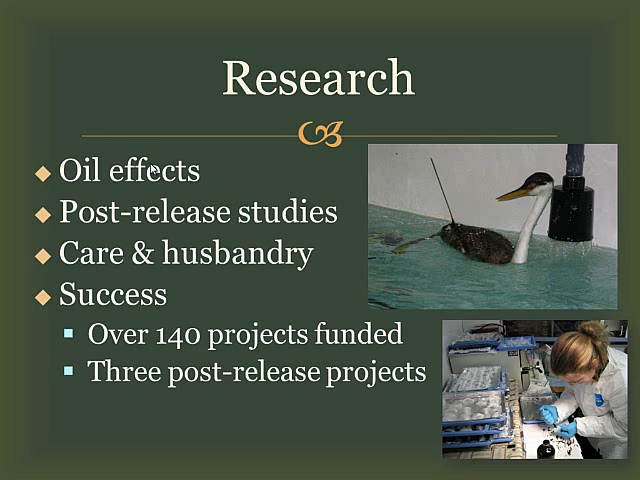 Research
Oil effects
Post-release studies
Care & husbandry
Success
Over 140 projects funded
Three post-release projects